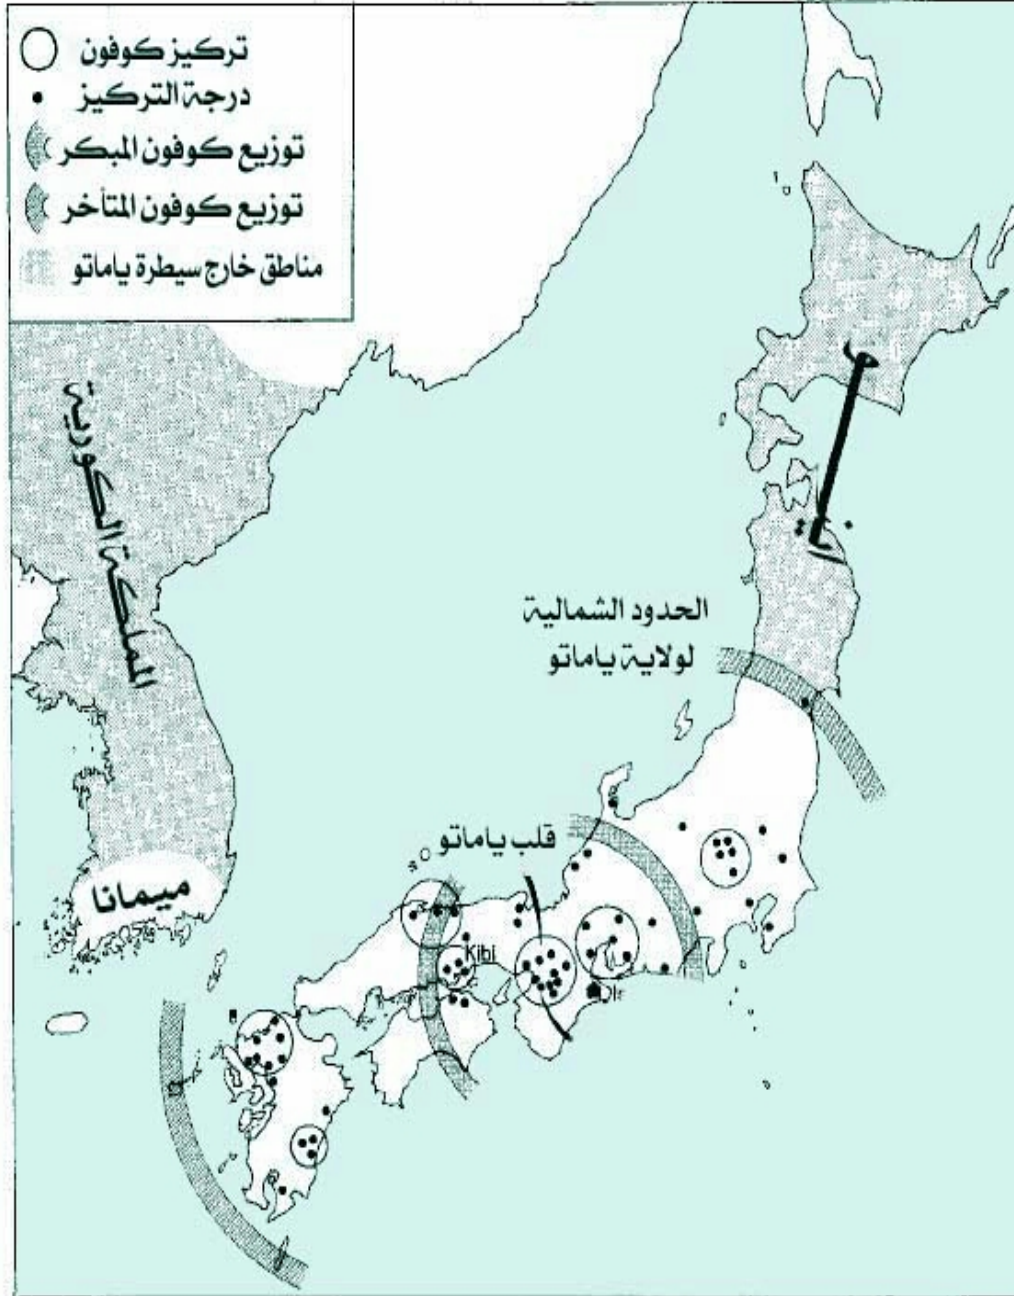 تركيز كوفون
درجة التركيز
توزيع كوفون المبكر
توزيع كوفون المتأخر
مناطق خارج سيطرة ياماتو
المملكة الكورية
الحدود الشمالية
لولاية ياماتو
قلب ياماتو
ميمانا
Kibi